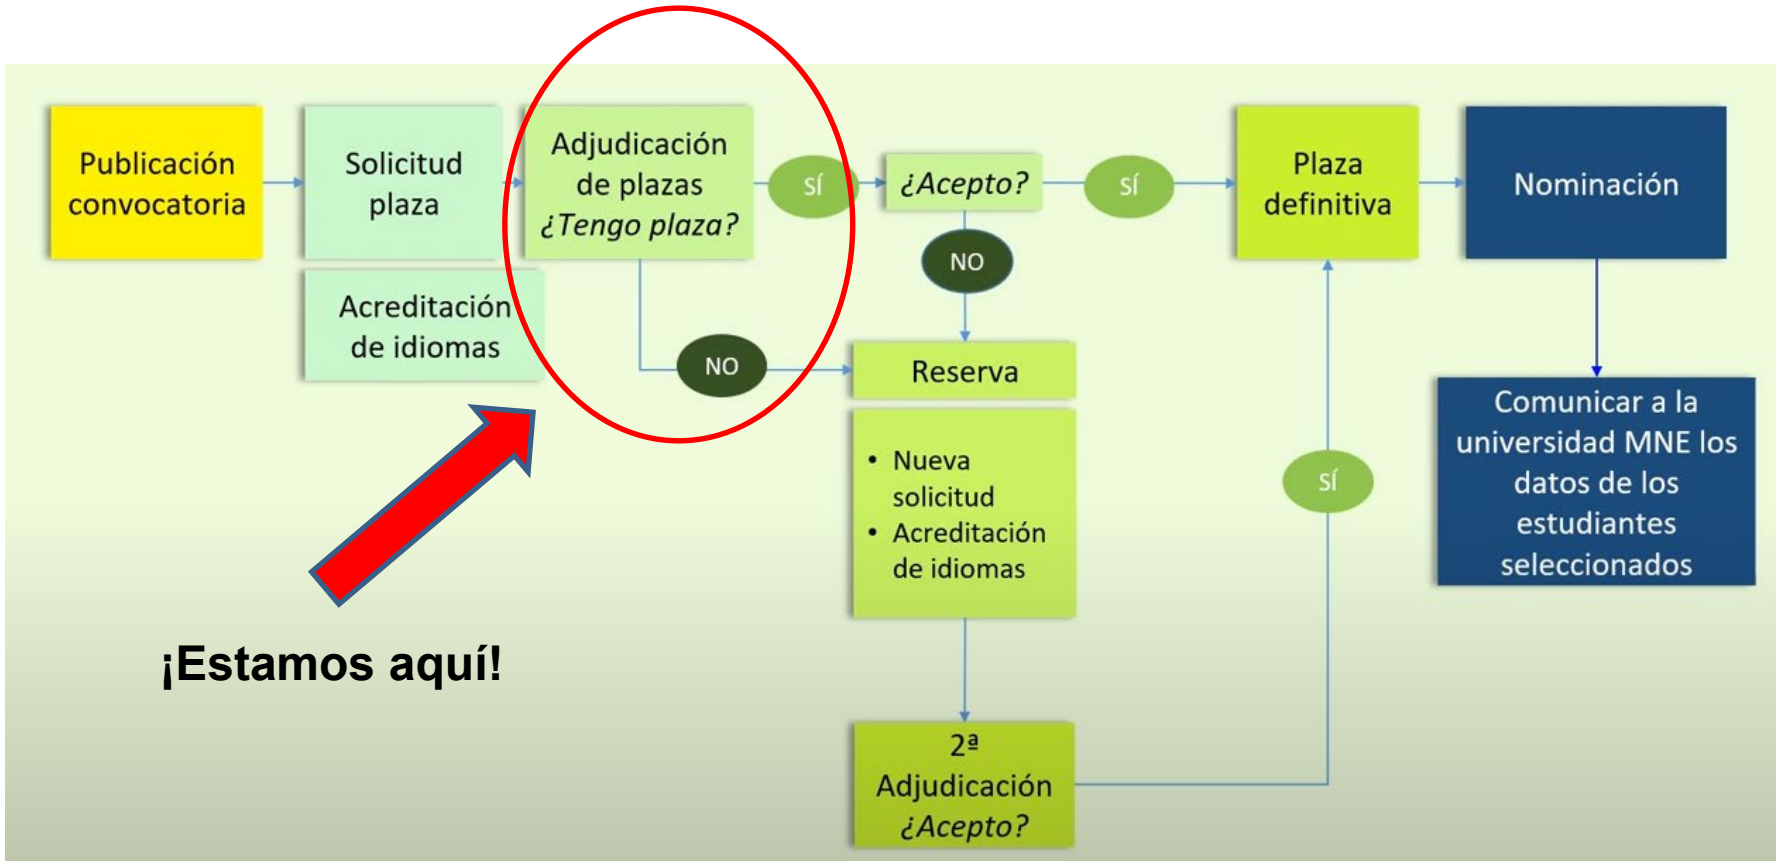 Publicación
convocatoria
Solicitud
plaza
Acreditación
de idiomas
Adjudicación
de plazas
¿Tengo plaza?
SÍ
NO
¿Acepto?
SÍ
NO
Reserva
• Nueva
solicitud
• Acreditación
de idiomas
2ª
Adjudicación
¿Acepto?
SÍ
Plaza
definitiva
Nominación
Comunicar a la
universidad MNE los
datos de los
estudiantes
seleccionados
¡Estamos aquí!